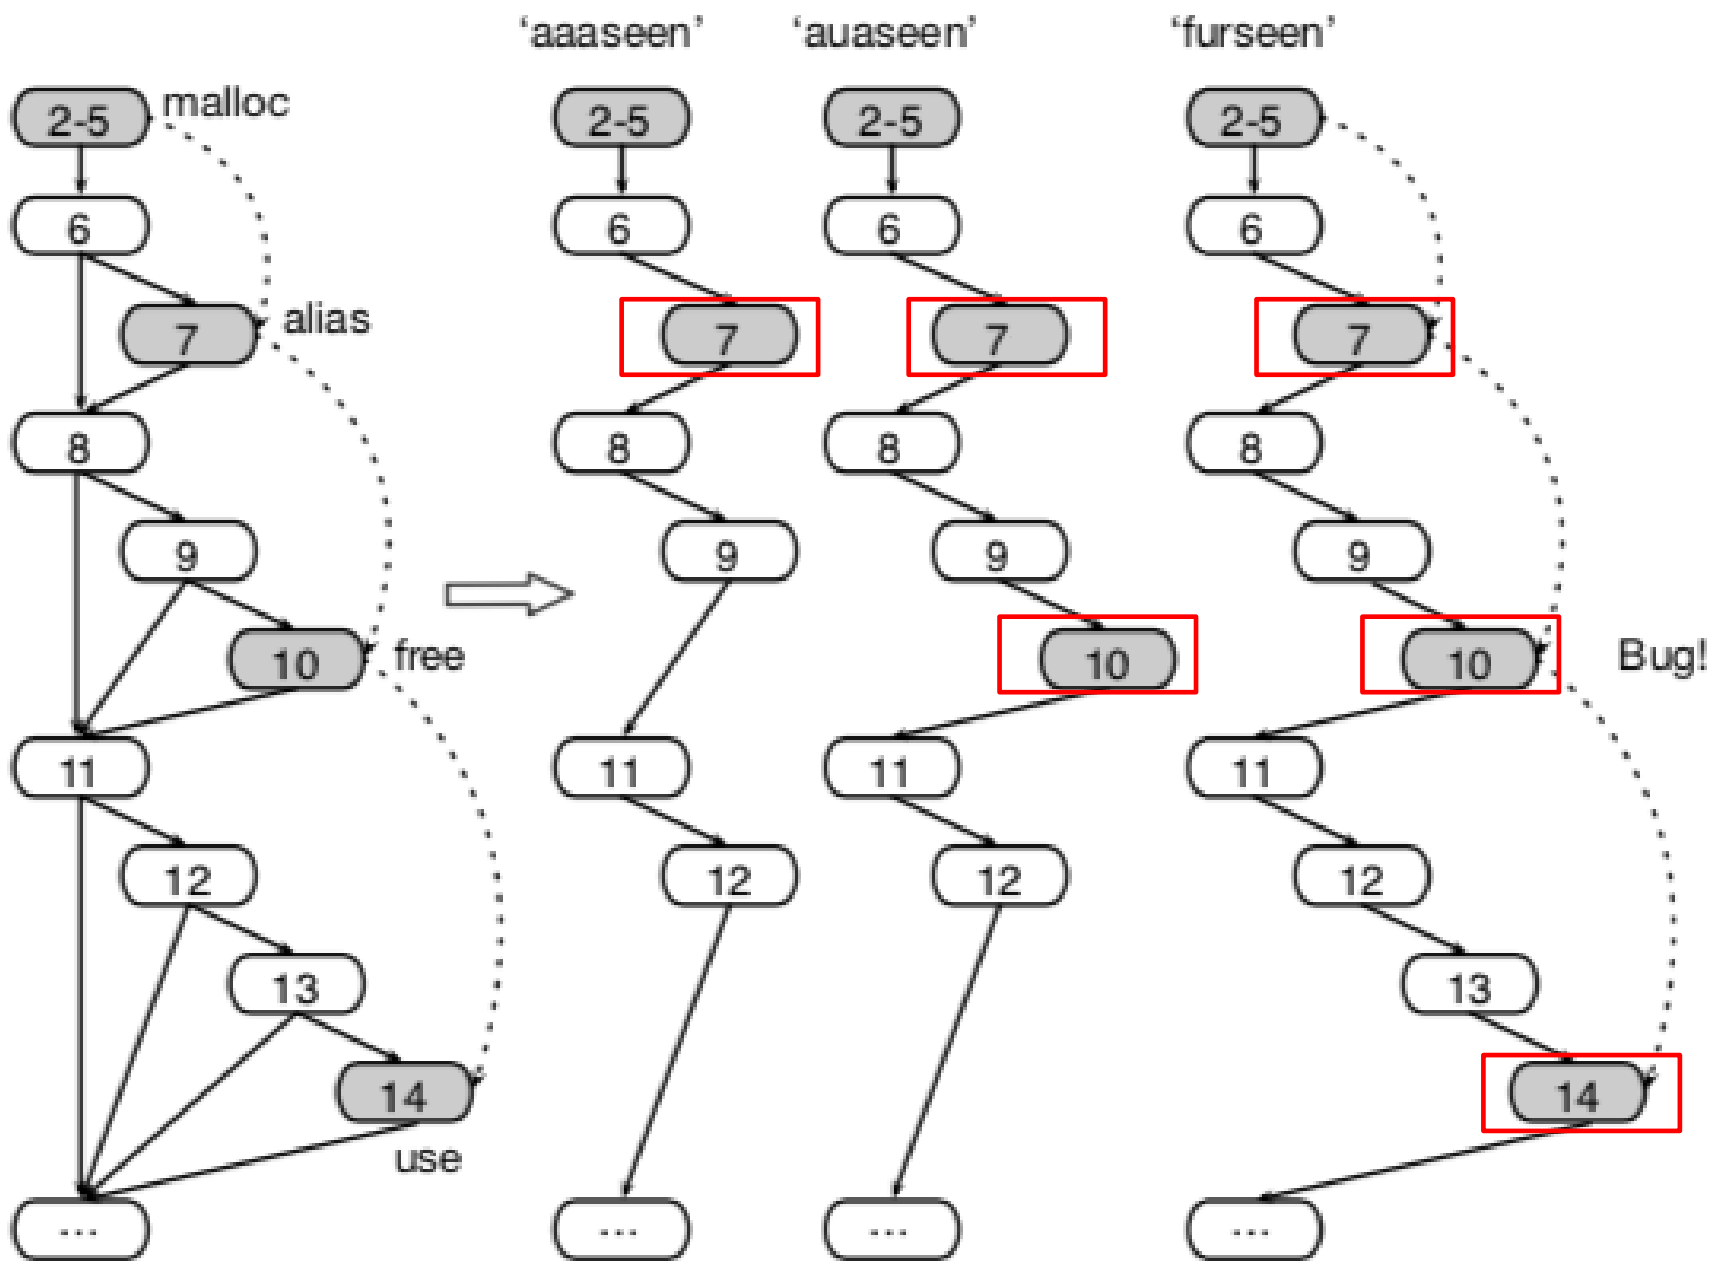 ‘aaaseen’ ‘auaseen’ ‘furseen’
2-5 malloc 2-5 2-5 2-5
6 6 6 6
7 alias 7 7 7
8 8 8 8
9 9 9 9
10 free 10 10 Bug!
11 11 11 11
12 12 12 12
13 13
14 14
use
... ... ... ...